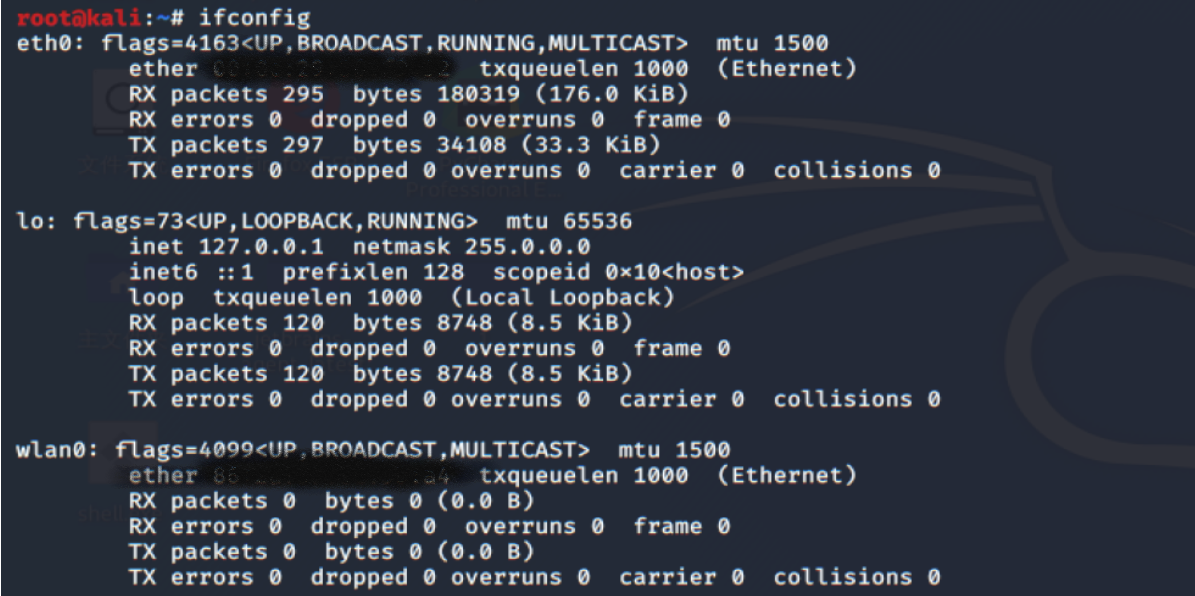 root@kali:~# ifconfig
eth0: flags=4163<UP,BROADCAST,RUNNING,MULTICAST>  mtu 1500
ether txqueuelen 1000  (Ethernet)
RX packets 295  bytes 180319 (176.0 KiB)
RX errors 0  dropped 0  overruns 0  frame 0
TX packets 297  bytes 34108 (33.3 KiB)
TX errors 0  dropped 0 overruns 0  carrier 0  collisions 0
Professional E...
lo: flags=73<UP,LOOPBACK,RUNNING>  mtu 65536
inet 127.0.0.1  netmask 255.0.0.0
inet6 ::1  prefixlen 128  scopeid 0×10<host>
loop  txqueuelen 1000  (Local Loopback)
RX packets 120  bytes 8748 (8.5 KiB)
RX errors 0  dropped 0  overruns 0  frame 0
TX packets 120  bytes 8748 (8.5 KiB)
TX errors 0  dropped 0 overruns 0  carrier 0  collisions 0
wlan0: flags=4099<UP,BROADCAST,MULTICAST>  mtu 1500
ether txqueuelen 1000  (Ethernet)
RX packets 0  bytes 0 (0.0 B)
RX errors 0  dropped 0  overruns 0  frame 0
TX packets 0  bytes 0 (0.0 B)
TX errors 0  dropped 0 overruns 0  carrier 0  collisions 0